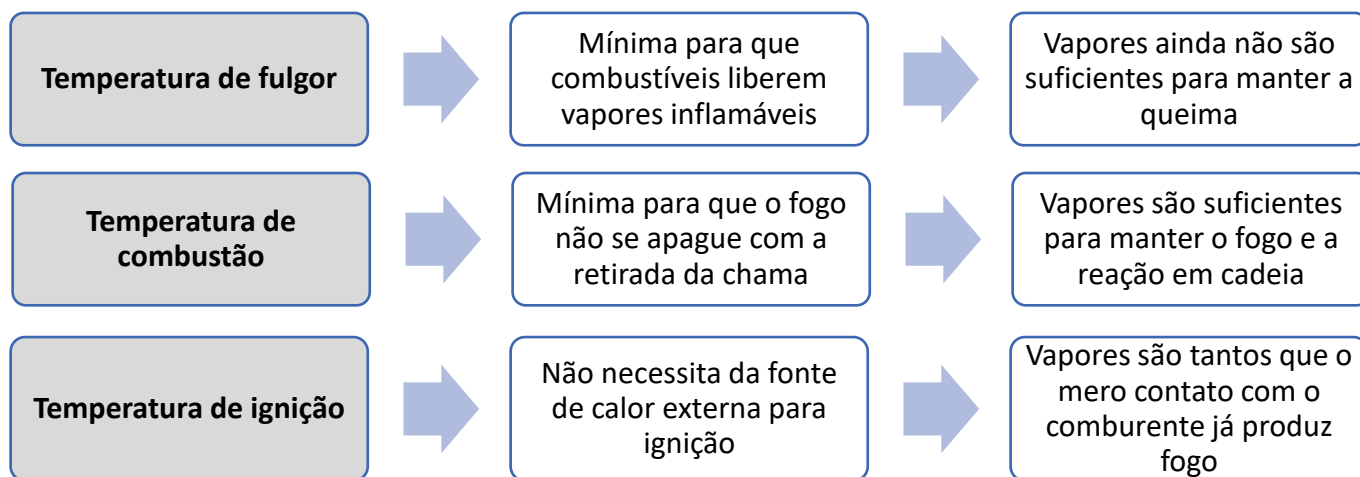 Temperatura de fulgor
Mínima para que
combustíveis liberem
vapores inflamáveis
Vapores ainda não são
suficientes para manter a
queima
Temperatura de
combustão
Mínima para que o fogo
não se apague com a
retirada da chama
Vapores são suficientes
para manter o fogo e a
reação em cadeia
Temperatura de ignição
Não necessita da fonte
de calor externa para
ignição
Vapores são tantos que o
mero contato com o
comburente já produz
fogo